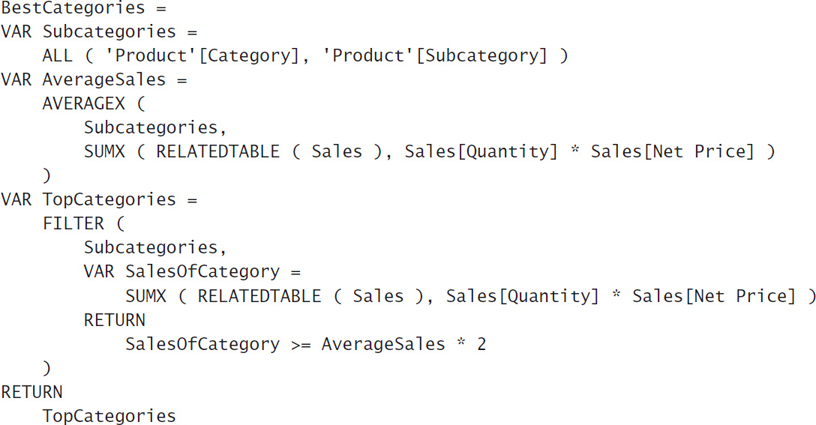 BestCategories =
VAR Subcategories =
    ALL ( 'Product'[Category], 'Product'[Subcategory] )
VAR AverageSales =
    AVERAGEX (
        Subcategories,
        SUMX ( RELATEDTABLE ( Sales ), Sales[Quantity] * Sales[Net Price] )
    )
VAR TopCategories =
    FILTER (
        Subcategories,
        VAR SalesOfCategory =
            SUMX ( RELATEDTABLE ( Sales ), Sales[Quantity] * Sales[Net Price] )
        RETURN
            SalesOfCategory >= AverageSales * 2
    )
RETURN
    TopCategories